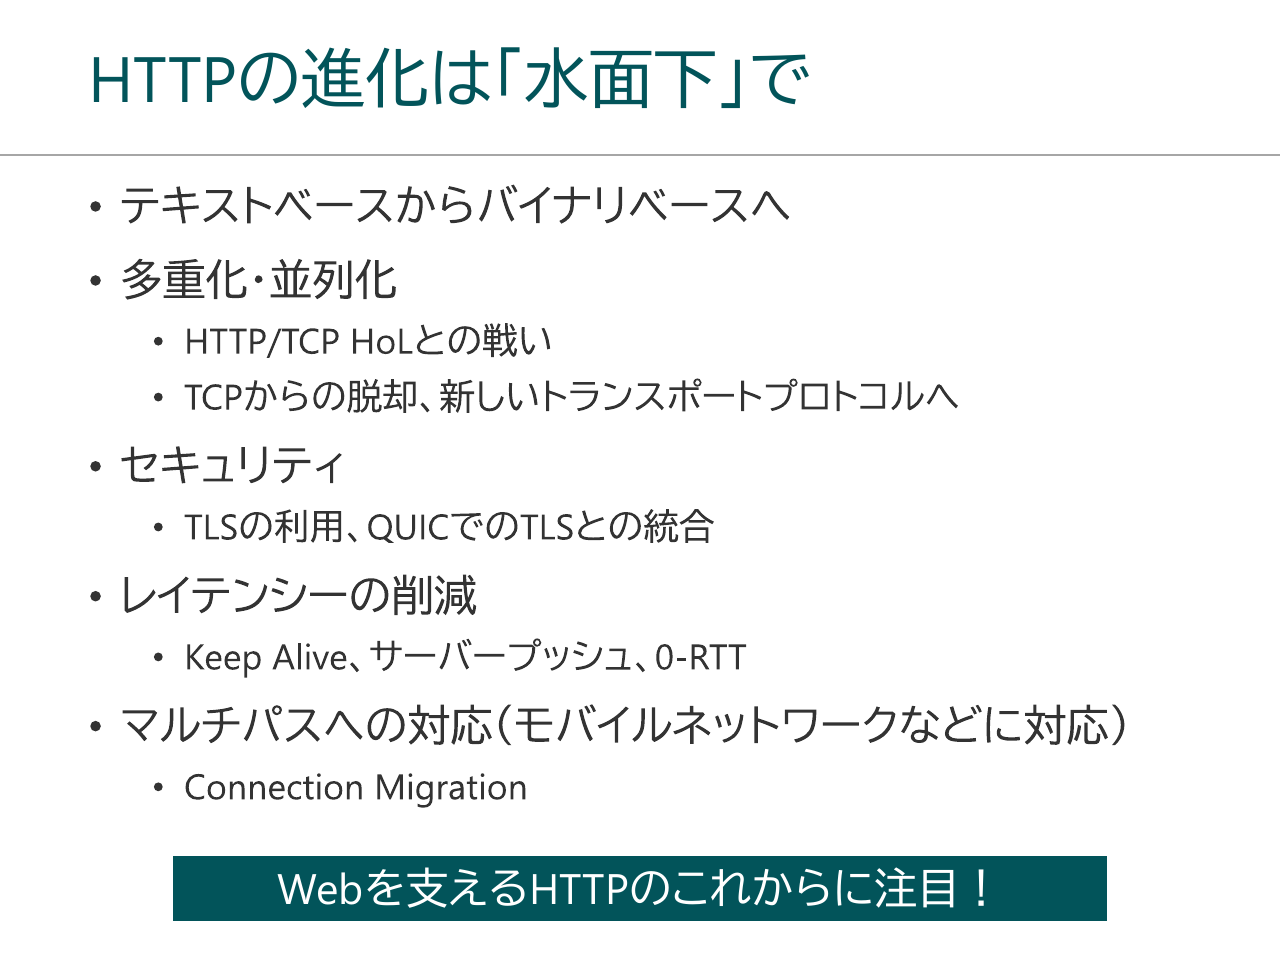 HTTPの進化は「水面下」で
• テキストベースからバイナリベースへ
• 多重化・並列化
• HTTP/TCP HoLとの戦い
• TCPからの脱却、新しいトランスポートプロトコルへ
• セキュリティ
• TLSの利用、QUICでのTLSとの統合
• レイテンシーの削減
• Keep Alive、サーバープッシュ、0-RTT
• マルチパスへの対応（モバイルネットワークなどに対応）
• Connection Migration
Webを支えるHTTPのこれからに注目！